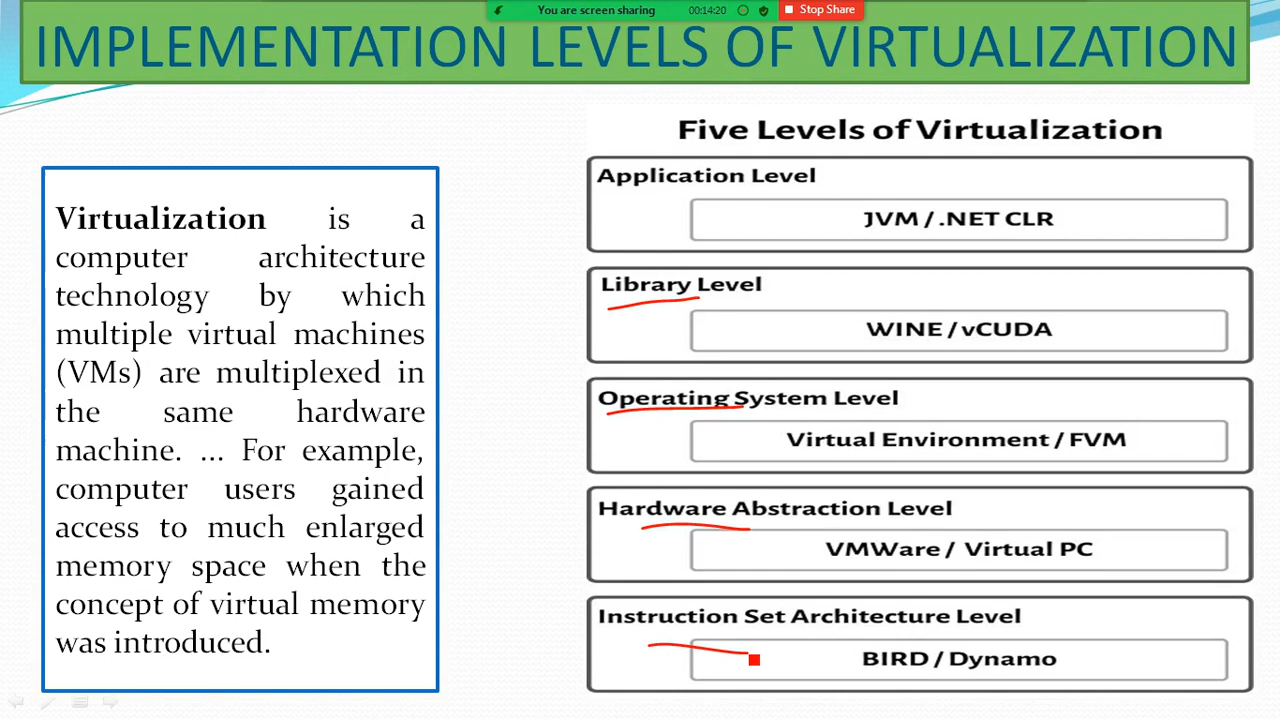 You are screen sharing
00:14:20
Stop Share
IMPLEMENTATION LEVELS OF VIRTUALIZATION
Virtualization is a
computer architecture
technology by which
multiple virtual machines
(VMs) are multiplexed in
the same hardware
machine. ... For example,
computer users gained
access to much enlarged
memory space when the
concept of virtual memory
was introduced.
Five Levels of Virtualization
Application Level
JVM / .NET CLR
Library Level
WINE / vCUDA
Operating System Level
Virtual Environment / FVM
Hardware Abstraction Level
VMWare / Virtual PC
Instruction Set Architecture Level
BIRD / Dynamo